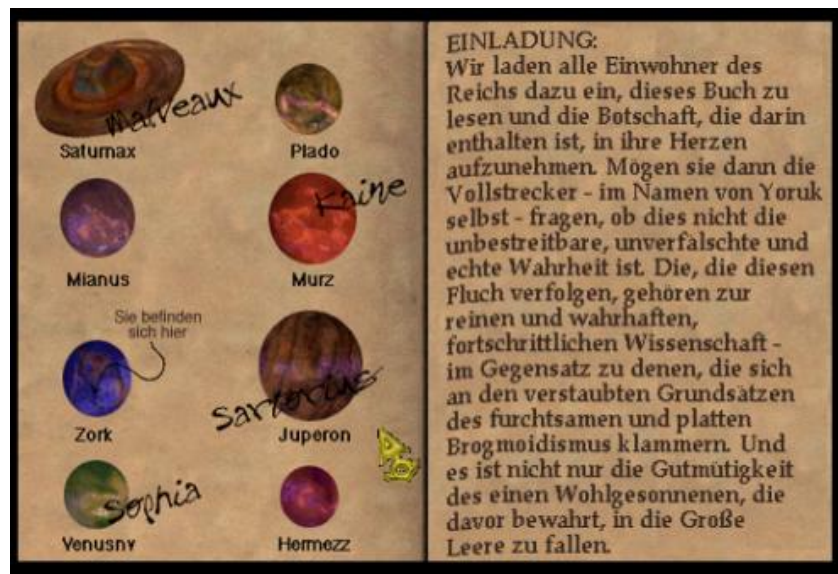 Malveaux
Saturnax
Plado
Kaine
Mianus
Murz
Sie befinden
sich hier
Sartorius
Zork
Juperon
Sophia
Venusny
Hermezz
EINLADUNG:
Wir laden alle Einwohner des
Reichs dazu ein, dieses Buch zu
lesen und die Botschaft, die darin
enthalten ist, in ihre Herzen
aufzunehmen. Mögen sie dann die
Vollstrecker - im Namen von Yoruk
selbst - fragen, ob dies nicht die
unbestreitbare, unverfälschte und
echte Wahrheit ist. Die, die diesen
Fluch verfolgen, gehören zur
reinen und wahrhaften,
fortschrittlichen Wissenschaft -
im Gegensatz zu denen, die sich
an den verstaubten Grundsätzen
des furchtsamen und platten
Brogmoidismus klammern. Und
es ist nicht nur die Gutmütigkeit
des einen Wohlgesonnenen, die
davor bewahrt, in die Große
Leere zu fallen.